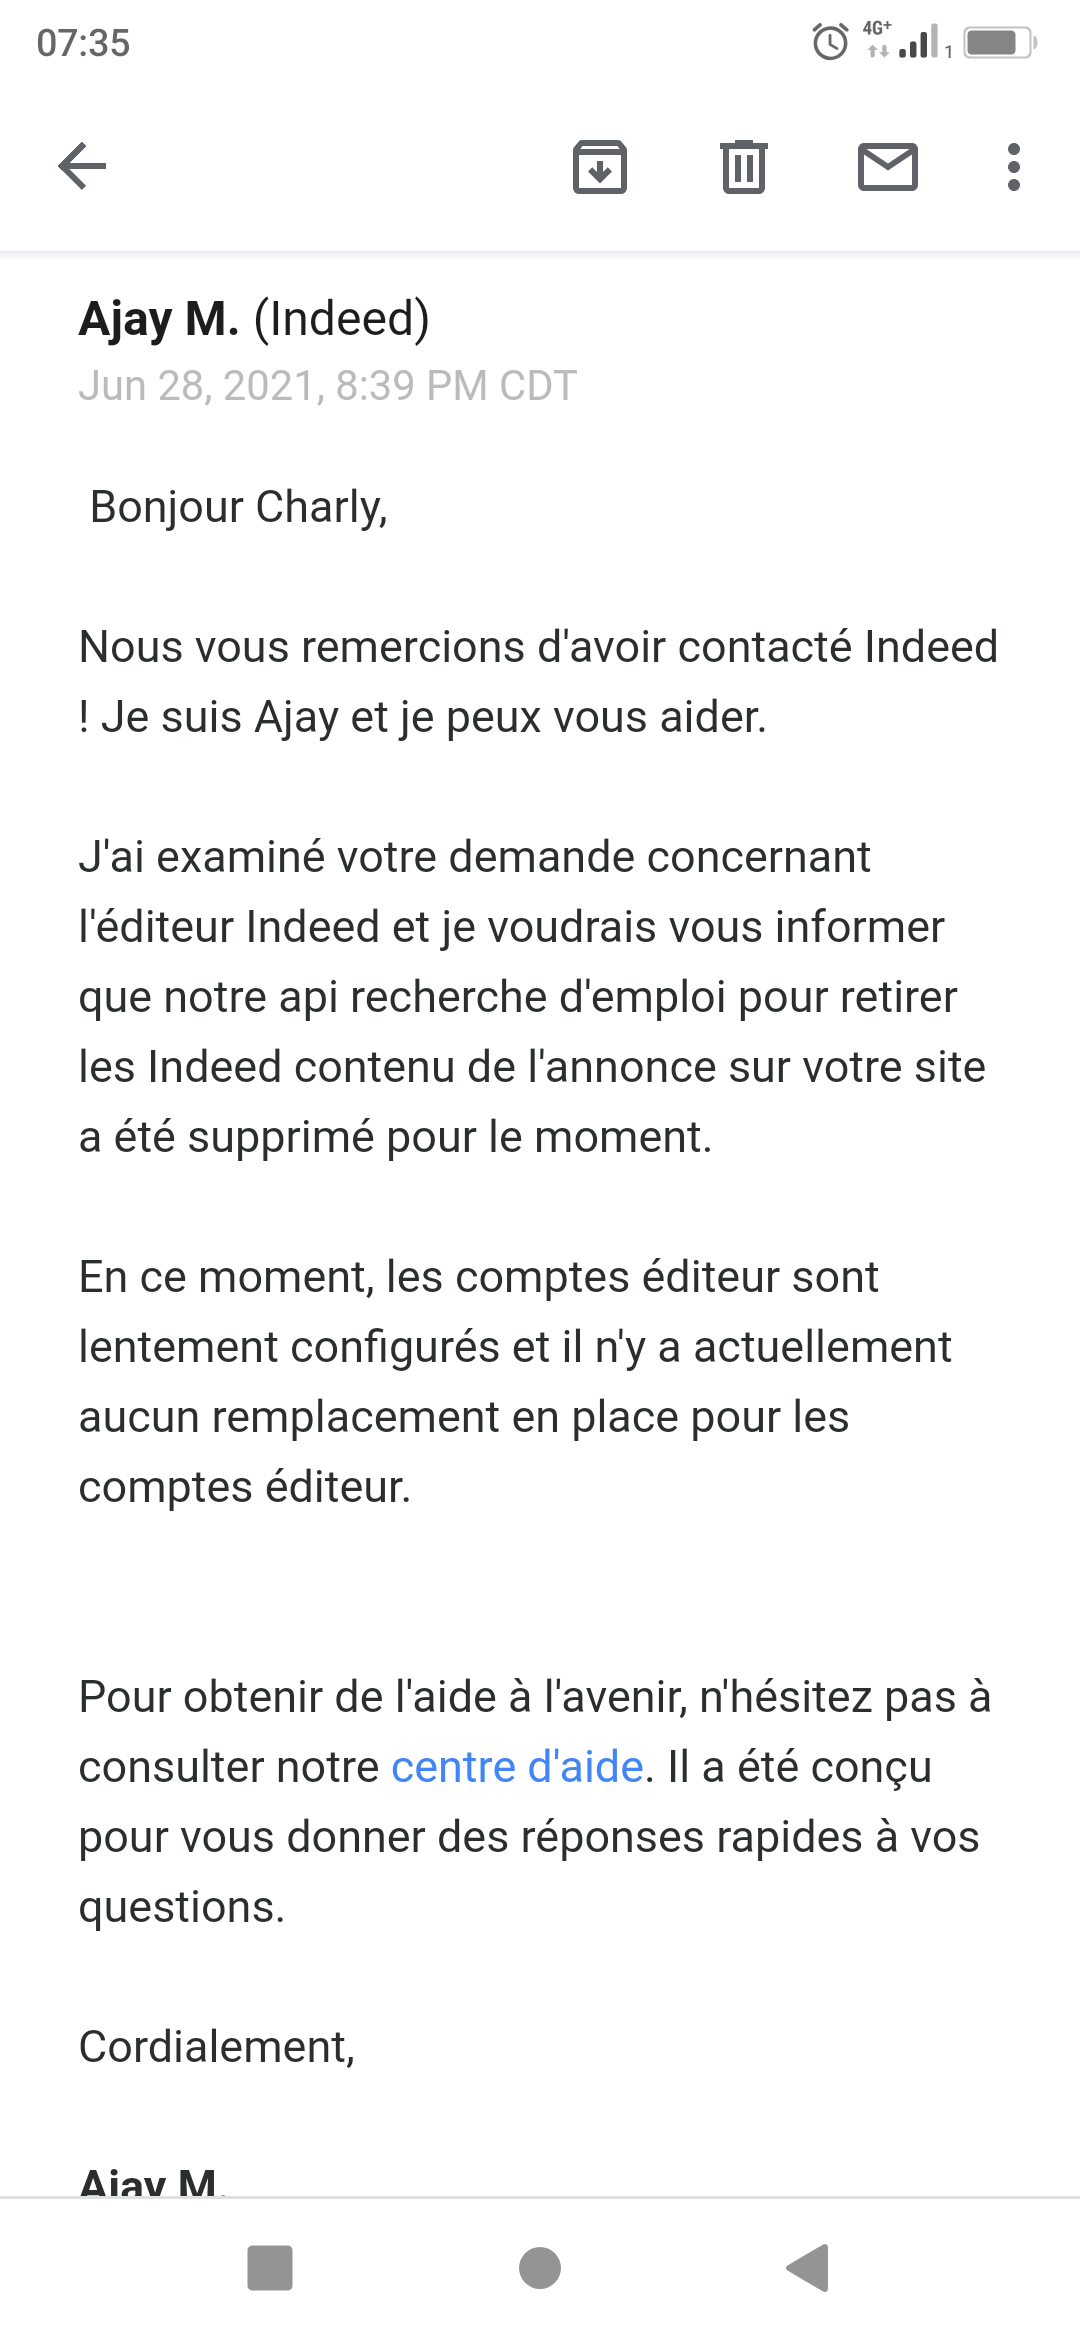 07:35
4G+
1
Ajay M. (Indeed)
Jun 28, 2021, 8:39 PM CDT
Bonjour Charly,
Nous vous remercions d'avoir contacté Indeed
! Je suis Ajay et je peux vous aider.
J'ai examiné votre demande concernant
l'éditeur Indeed et je voudrais vous informer
que notre api recherche d'emploi pour retirer
les Indeed contenu de l'annonce sur votre site
a été supprimé pour le moment.
En ce moment, les comptes éditeur sont
lentement configurés et il n'y a actuellement
aucun remplacement en place pour les
comptes éditeur.
Pour obtenir de l'aide à l'avenir, n'hésitez pas à
consulter notre centre d'aide. Il a été conçu
pour vous donner des réponses rapides à vos
questions.
Cordialement,
Ajay M.